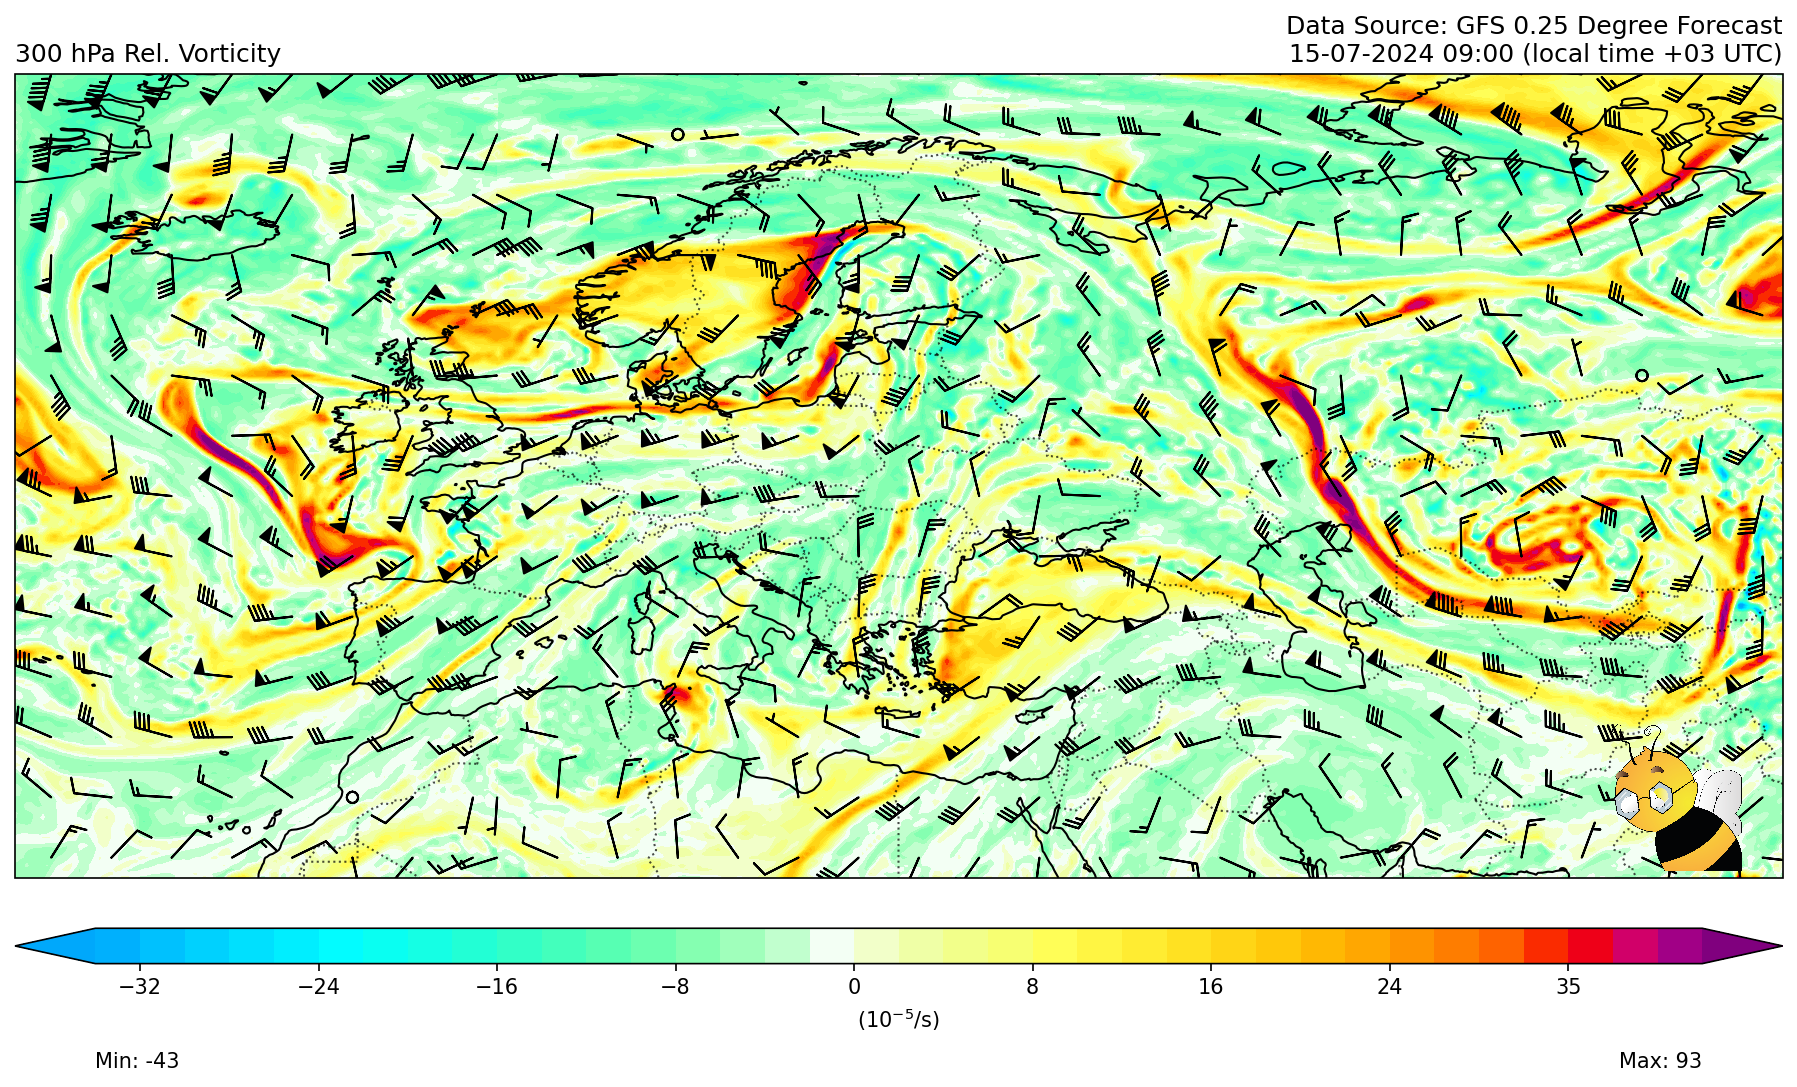 Data Source: GFS 0.25 Degree Forecast
300 hPa Rel. Vorticity
15-07-2024 09:00 (local time +03 UTC)
−32 −24 −16 −8 0 8 16 24 35
(10⁻⁵/s)
Min: -43
Max: 93